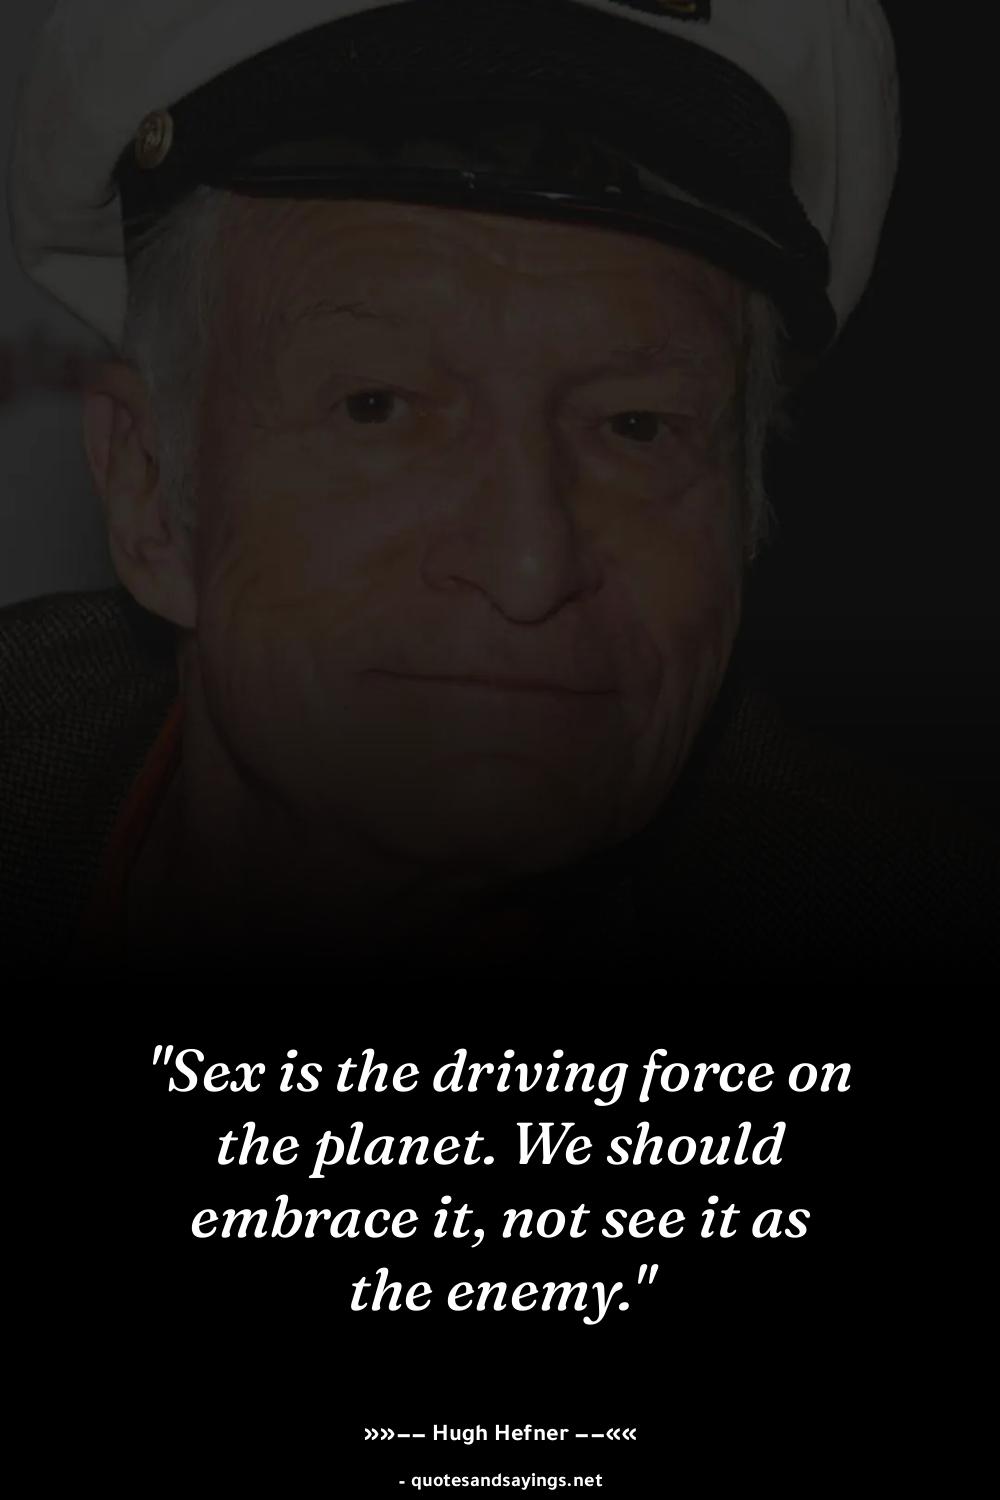 "Sex is the driving force on
the planet. We should
embrace it, not see it as
the enemy."
»»−− Hugh Hefner −−««
- quotesandsayings.net